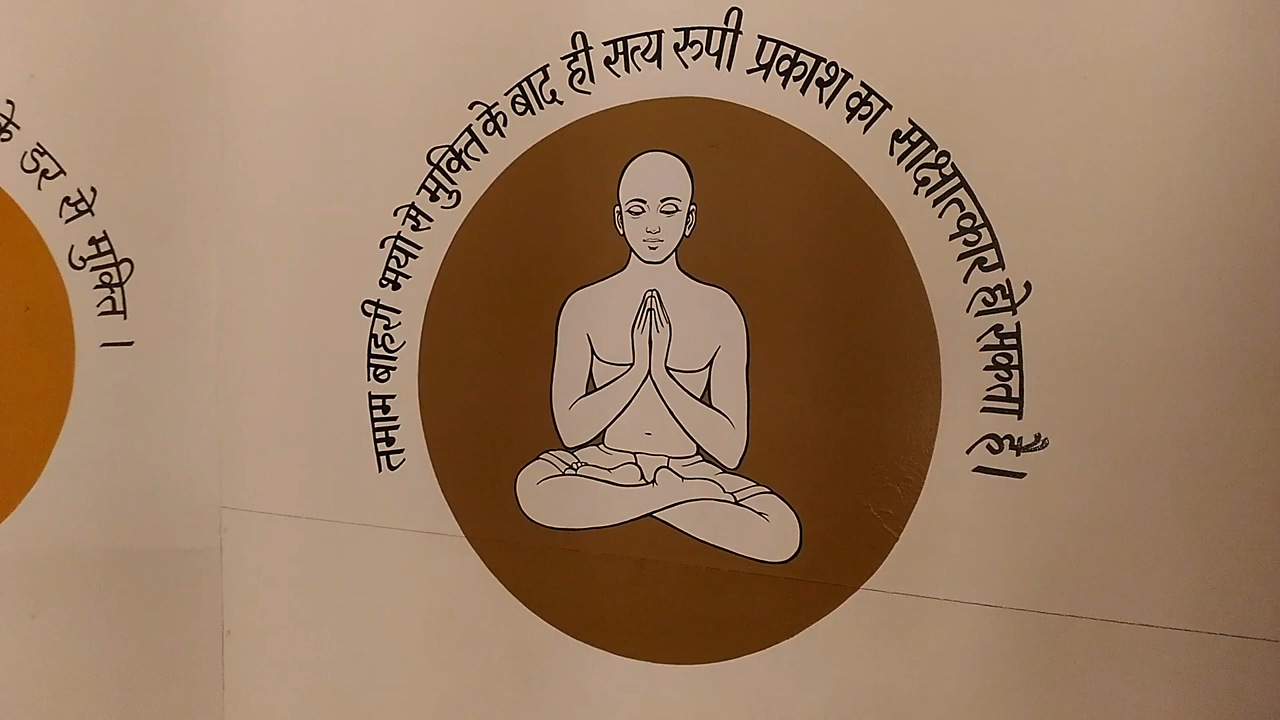 के डर से मुक्ति ।
तमाम बाहरी भयो से मुक्ति के बाद ही सत्य रुपी प्रकाश का साक्षात्कार हो सकता है ।